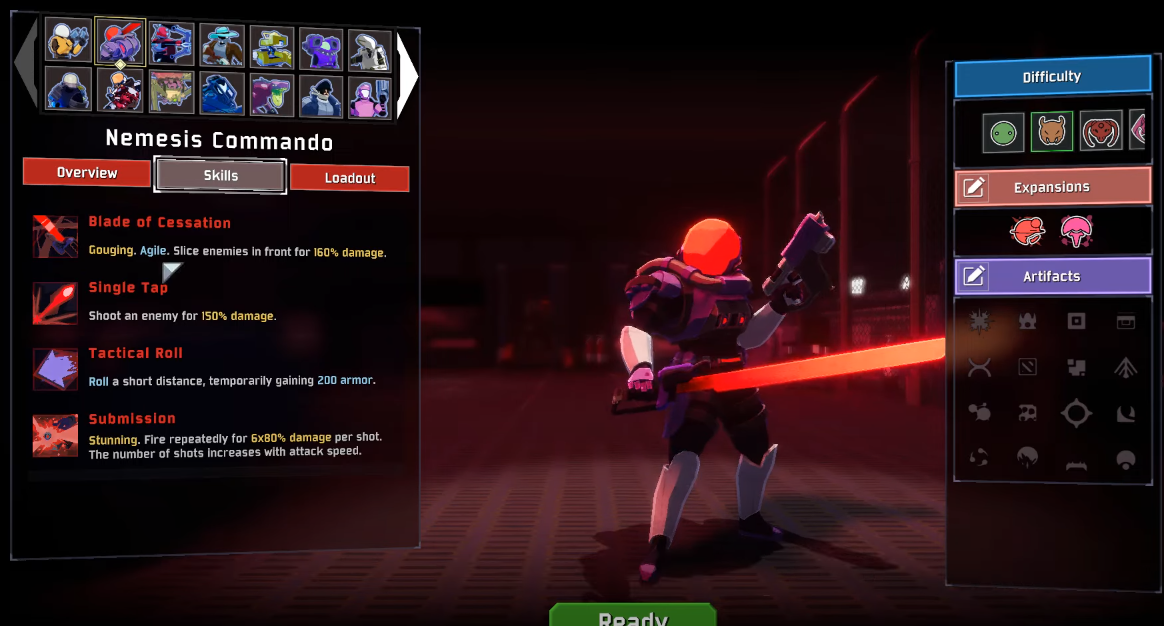 Nemesis Commando
Overview
Skills
Loadout
Blade of Cessation
Gouging. Agile. Slice enemies in front for 160% damage.
Single Tap
Shoot an enemy for 150% damage.
Tactical Roll
Roll a short distance, temporarily gaining 200 armor.
Submission
Stunning. Fire repeatedly for 6x80% damage per shot.
The number of shots increases with attack speed.
Difficulty
Expansions
Artifacts
Ready